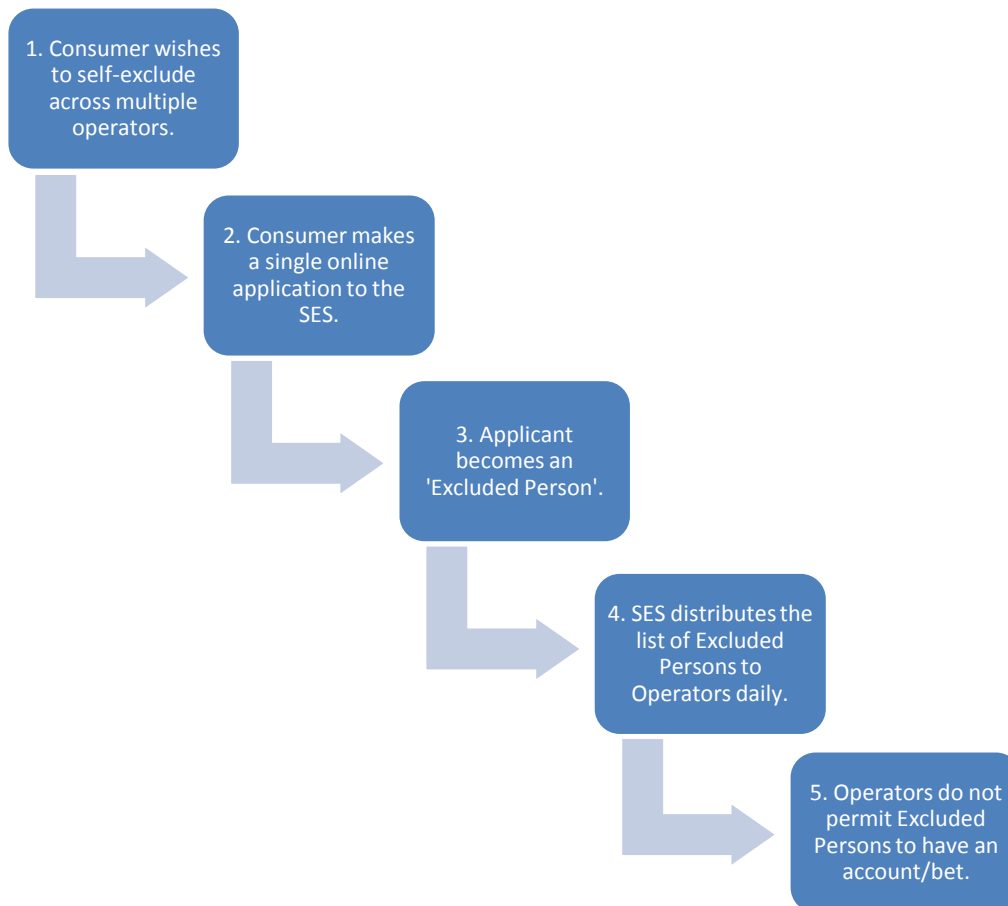 1. Consumer wishes
to self-exclude
across multiple
operators.
2. Consumer makes
a single online
application to the
SES.
3. Applicant
becomes an
'Excluded Person'.
4. SES distributes the
list of Excluded
Persons to
Operators daily.
5. Operators do not
permit Excluded
Persons to have an
account/bet.